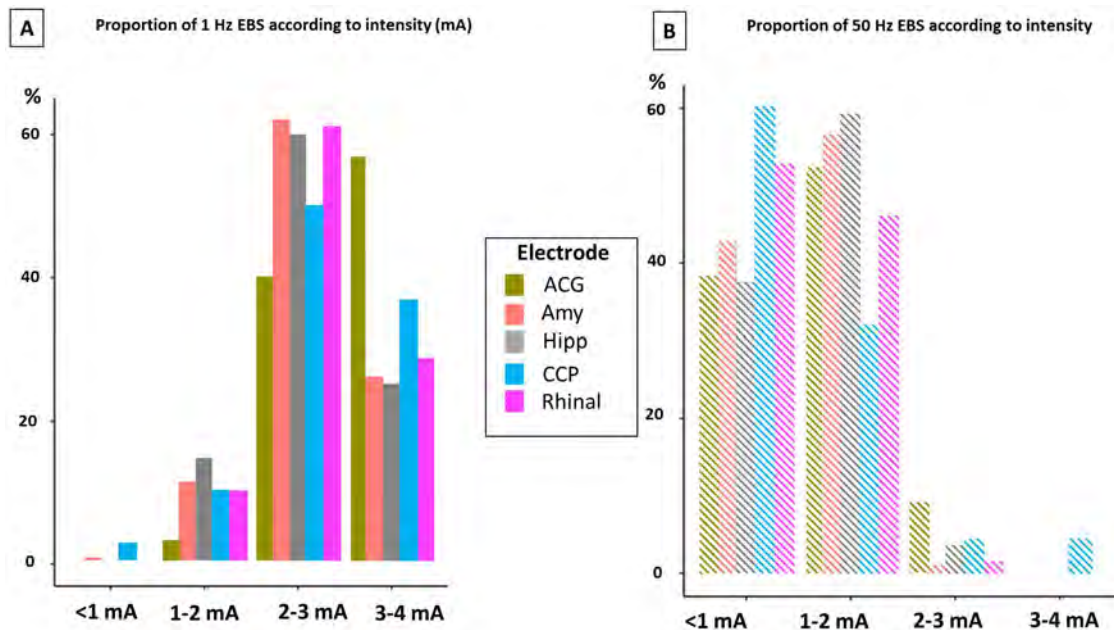 A
Proportion of 1 Hz EBS according to intensity (mA)
%
60
40
20
0
<1 mA 1-2 mA 2-3 mA 3-4 mA
Electrode
ACG
Amy
Hipp
CCP
Rhinal
B
Proportion of 50 Hz EBS according to intensity
%
60
40
20
0
<1 mA 1-2 mA 2-3 mA 3-4 mA